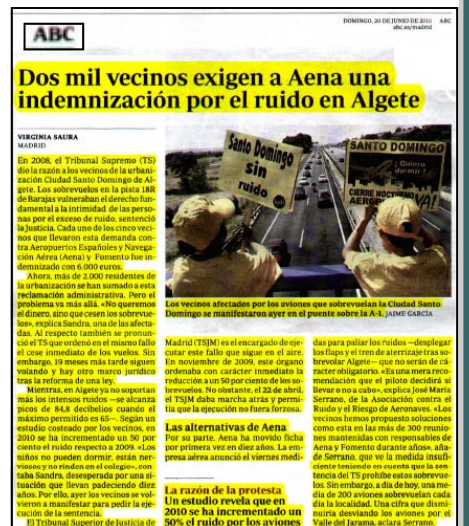 ABC
DOMINGO, 20 DE JUNIO DE 2010 ABC
abc.es/madrid
Dos mil vecinos exigen a Aena una
indemnización por el ruido en Algete
VIRGINIA SAURA
MADRID
En 2008, el Tribunal Supremo (TS)
dio la razón a los vecinos de la urbani-
zación Ciudad Santo Domingo de Al-
gete. Los sobrevuelos en la pista 18R
de Barajas vulneraban el derecho fun-
damental a la intimidad de las perso-
nas por el exceso de ruido, sentenció
la Justicia. Cada uno de los cinco veci-
nos que llevaron esta demanda con-
tra Aeropuertos Españoles y Navega-
ción Aérea (Aena) y Fomento fue in-
demnizado con 6.000 euros.
Ahora, más de 2.000 residentes de
la urbanización se han sumado a esta
reclamación administrativa. Pero el
problema va más allá. «No queremos
el dinero, sino que cesen los sobrevue-
los», explica Sandra, una de las afecta-
das. Al respecto también se pronun-
ció el TS que ordenó en el mismo fallo
el cese inmediato de los vuelos. Sin
embargo, 19 meses más tarde siguen
volando y hay otro marco jurídico
tras la reforma de una ley.
Mientras, en Algete ya no soportan
más los intensos ruidos —se alcanza
picos de 84,8 decibelios cuando el
máximo permitido es 65—. Según un
estudio costeado por los vecinos, en
2010 se ha incrementado un 50 por
ciento el ruido respecto a 2009. «Los
niños no pueden dormir, están ner-
viosos y no rinden en el colegio», con-
taba Sandra, desesperada por una si-
tuación que llevan padeciendo diez
años. Por ello, ayer los vecinos se vol-
vieron a manifestar para pedir la eje-
cución de la sentencia.
El Tribunal Superior de Justicia de
Santo Domingo
sin
ruido
SANTO DOMINGO
¡Quiero
dormir!
CIERRE NOCTURNO
YA!
Los vecinos afectados por los aviones que sobrevuelan la Ciudad Santo
Domingo se manifestaron ayer en el puente sobre la A-1. JAIME GARCÍA
Madrid (TSJM) es el encargado de eje-
cutar este fallo que sigue en el aire.
En noviembre de 2009, este órgano
ordenaba con carácter inmediato la
reducción a un 50 por ciento de los so-
brevuelos. No obstante, el 22 de abril,
el TSJM daba marcha atrás y permi-
tía que la ejecución no fuera forzosa.
Las alternativas de Aena
Por su parte, Aena ha movido ficha
por primera vez en diez años. La em-
presa aérea anunció el viernes medi-
La razón de la protesta
Un estudio revela que en
2010 se ha incrementado un
50% el ruido por los aviones
das para paliar los ruidos —desplegar
los flaps y el tren de aterrizaje tras so-
brevolar Algete— que no serán de cá-
racter obligatorio. «Es una mera reco-
mendación que el piloto decidirá si
llevar o no a cabo», explica José María
Serrano, de la Asociación contra el
Ruido y el Riesgo de Aeronaves. «Los
vecinos hemos propuesto soluciones
como esta en las más de 300 reunio-
nes mantenidas con responsables de
Aena y Fomento durante años», aña-
de Serrano, que ve la medida insufi-
ciente teniendo en cuenta que la sen-
tencia del TS prohíbe estos sobrevue-
los. Sin embargo, a día de hoy, una me-
dia de 200 aviones sobrevuelan cada
día la localidad. Una cifra que dismi-
nuiría desviando los aviones por el
Valle del Jarama, aclara Serrano.